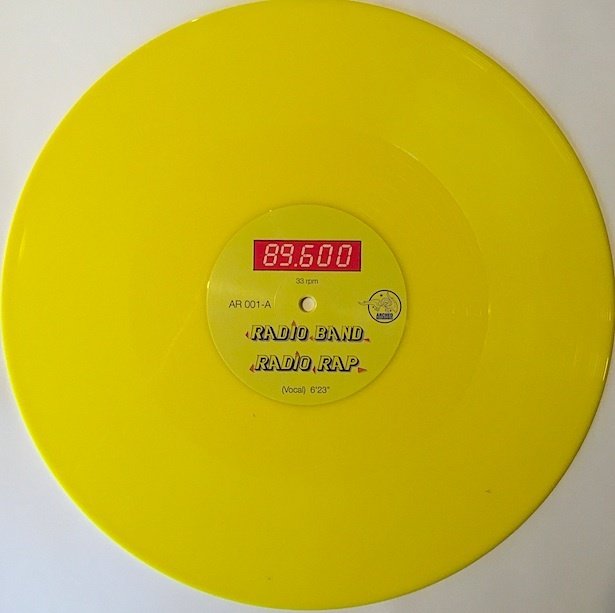 89.600
33 rpm
AR 001-A
RADIO BAND
RADIO RAP
(Vocal) 6'23"